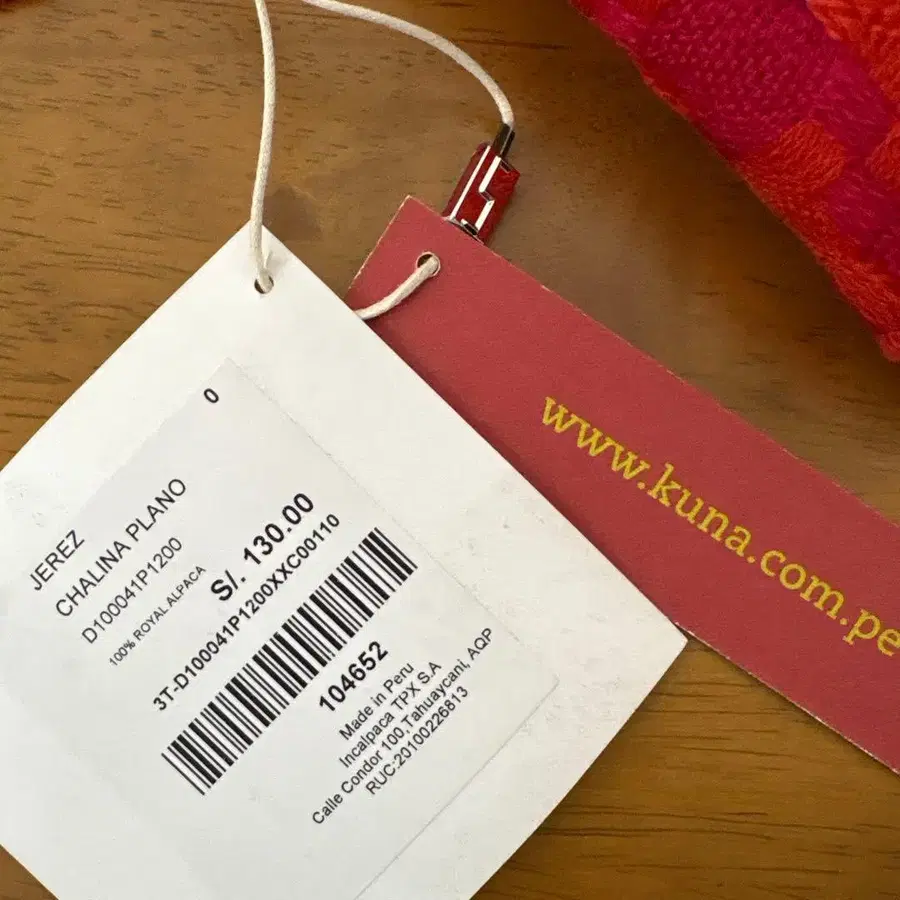 0
JEREZ
CHALINA PLANO
D100041P1200
100% ROYAL ALPACA
S/. 130.00
3T-D100041P1200XXC00110
104652
Made in Peru
Incalpaca TPX S.A
Calle Condor 100,Tahuaycani, AQP
RUC:20100226813
www.kuna.com.pe